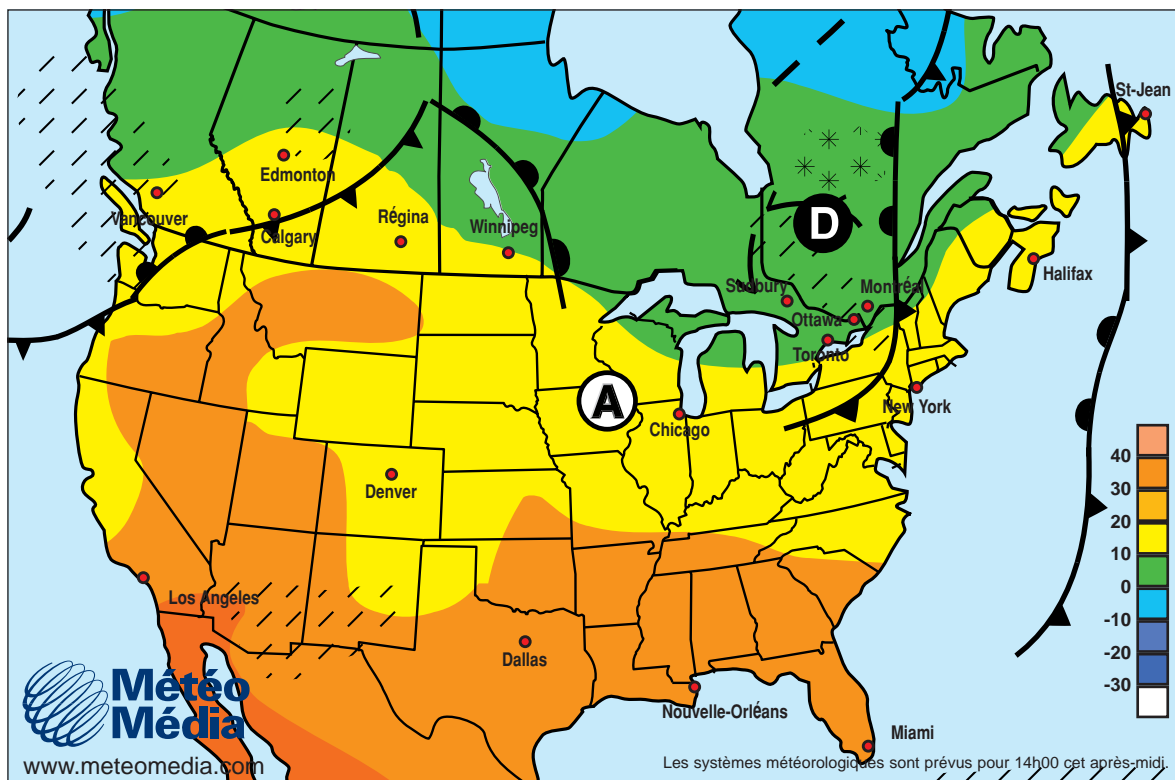 St-Jean
Edmonton
Vancouver
Calgary
Régina
Winnipeg
D
Halifax
Sudbury
Montréal
Ottawa
Toronto
A
New York
Chicago
Denver
40
30
20
10
0
-10
-20
-30
Los Angeles
Dallas
Nouvelle-Orléans
Miami
Météo
Média
www.meteomedia.com
Les systèmes météorologiques sont prévus pour 14h00 cet après-midi.